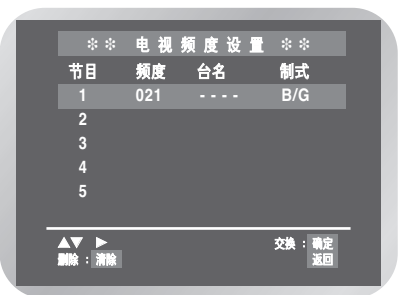 ❊❊ 电视频度设置 ❊❊
节目 频度 台名 制式
1 021 ---- B/G
2
3
4
5
▲▼ ▶ 交换：确定
删除：清除 返回